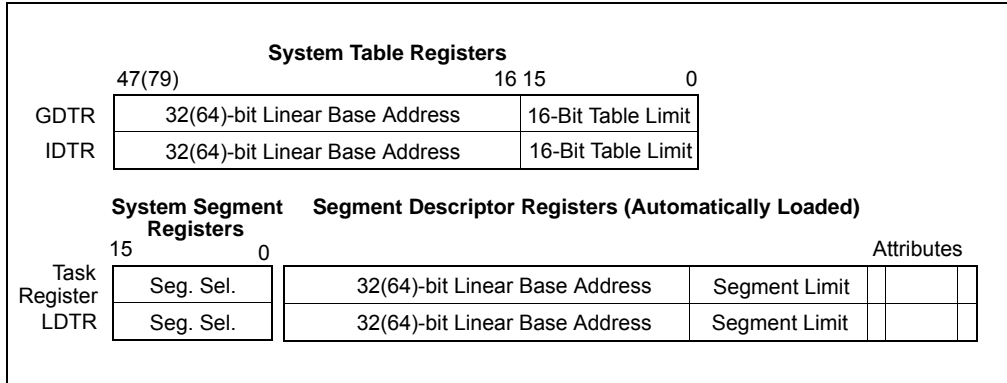 System Table Registers
47(79) 16 15 0
GDTR 32(64)-bit Linear Base Address 16-Bit Table Limit
IDTR 32(64)-bit Linear Base Address 16-Bit Table Limit
System Segment Registers Segment Descriptor Registers (Automatically Loaded)
15 0 Attributes
Task Register Seg. Sel. 32(64)-bit Linear Base Address Segment Limit
LDTR Seg. Sel. 32(64)-bit Linear Base Address Segment Limit